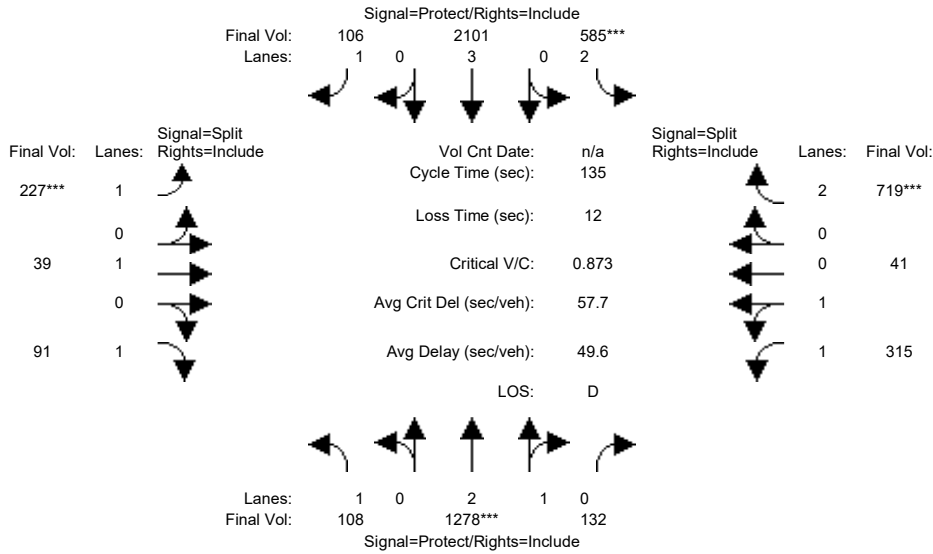 Signal=Protect/Rights=Include
Final Vol: 106 2101 585***
Lanes: 1 0 3 0 2
Signal=Split
Final Vol: Lanes: Rights=Include
Vol Cnt Date: n/a
Signal=Split
Rights=Include Lanes: Final Vol:
Cycle Time (sec): 135
227*** 1
2 719***
Loss Time (sec): 12
0
0
39 1
Critical V/C: 0.873
0 41
0
Avg Crit Del (sec/veh): 57.7
1
91 1
Avg Delay (sec/veh): 49.6
1 315
LOS: D
Lanes: 1 0 2 1 0
Final Vol: 108 1278*** 132
Signal=Protect/Rights=Include